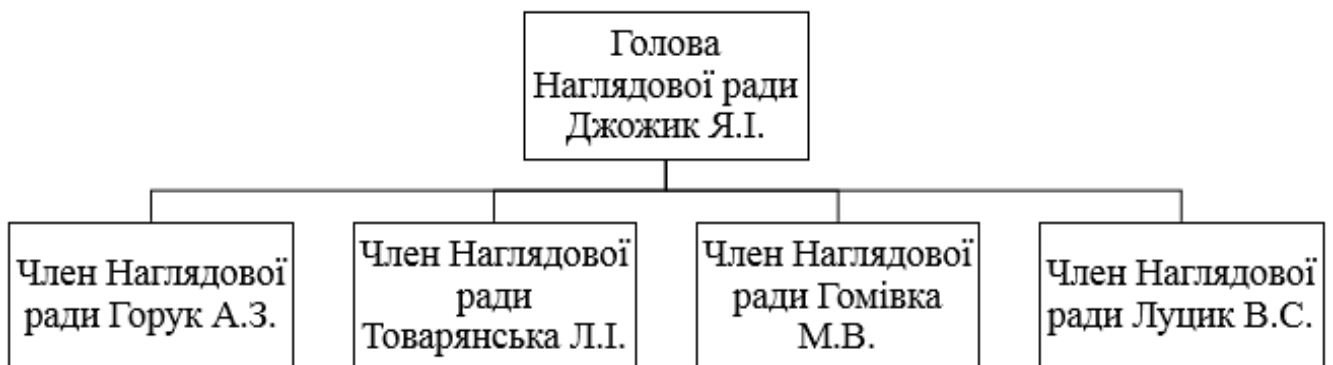 Голова
Наглядової ради
Джожик Я.І.
Член Наглядової
ради Горук А.З.
Член Наглядової
ради
Товарянська Л.І.
Член Наглядової
ради Гомівка
М.В.
Член Наглядової
ради Луцик В.С.